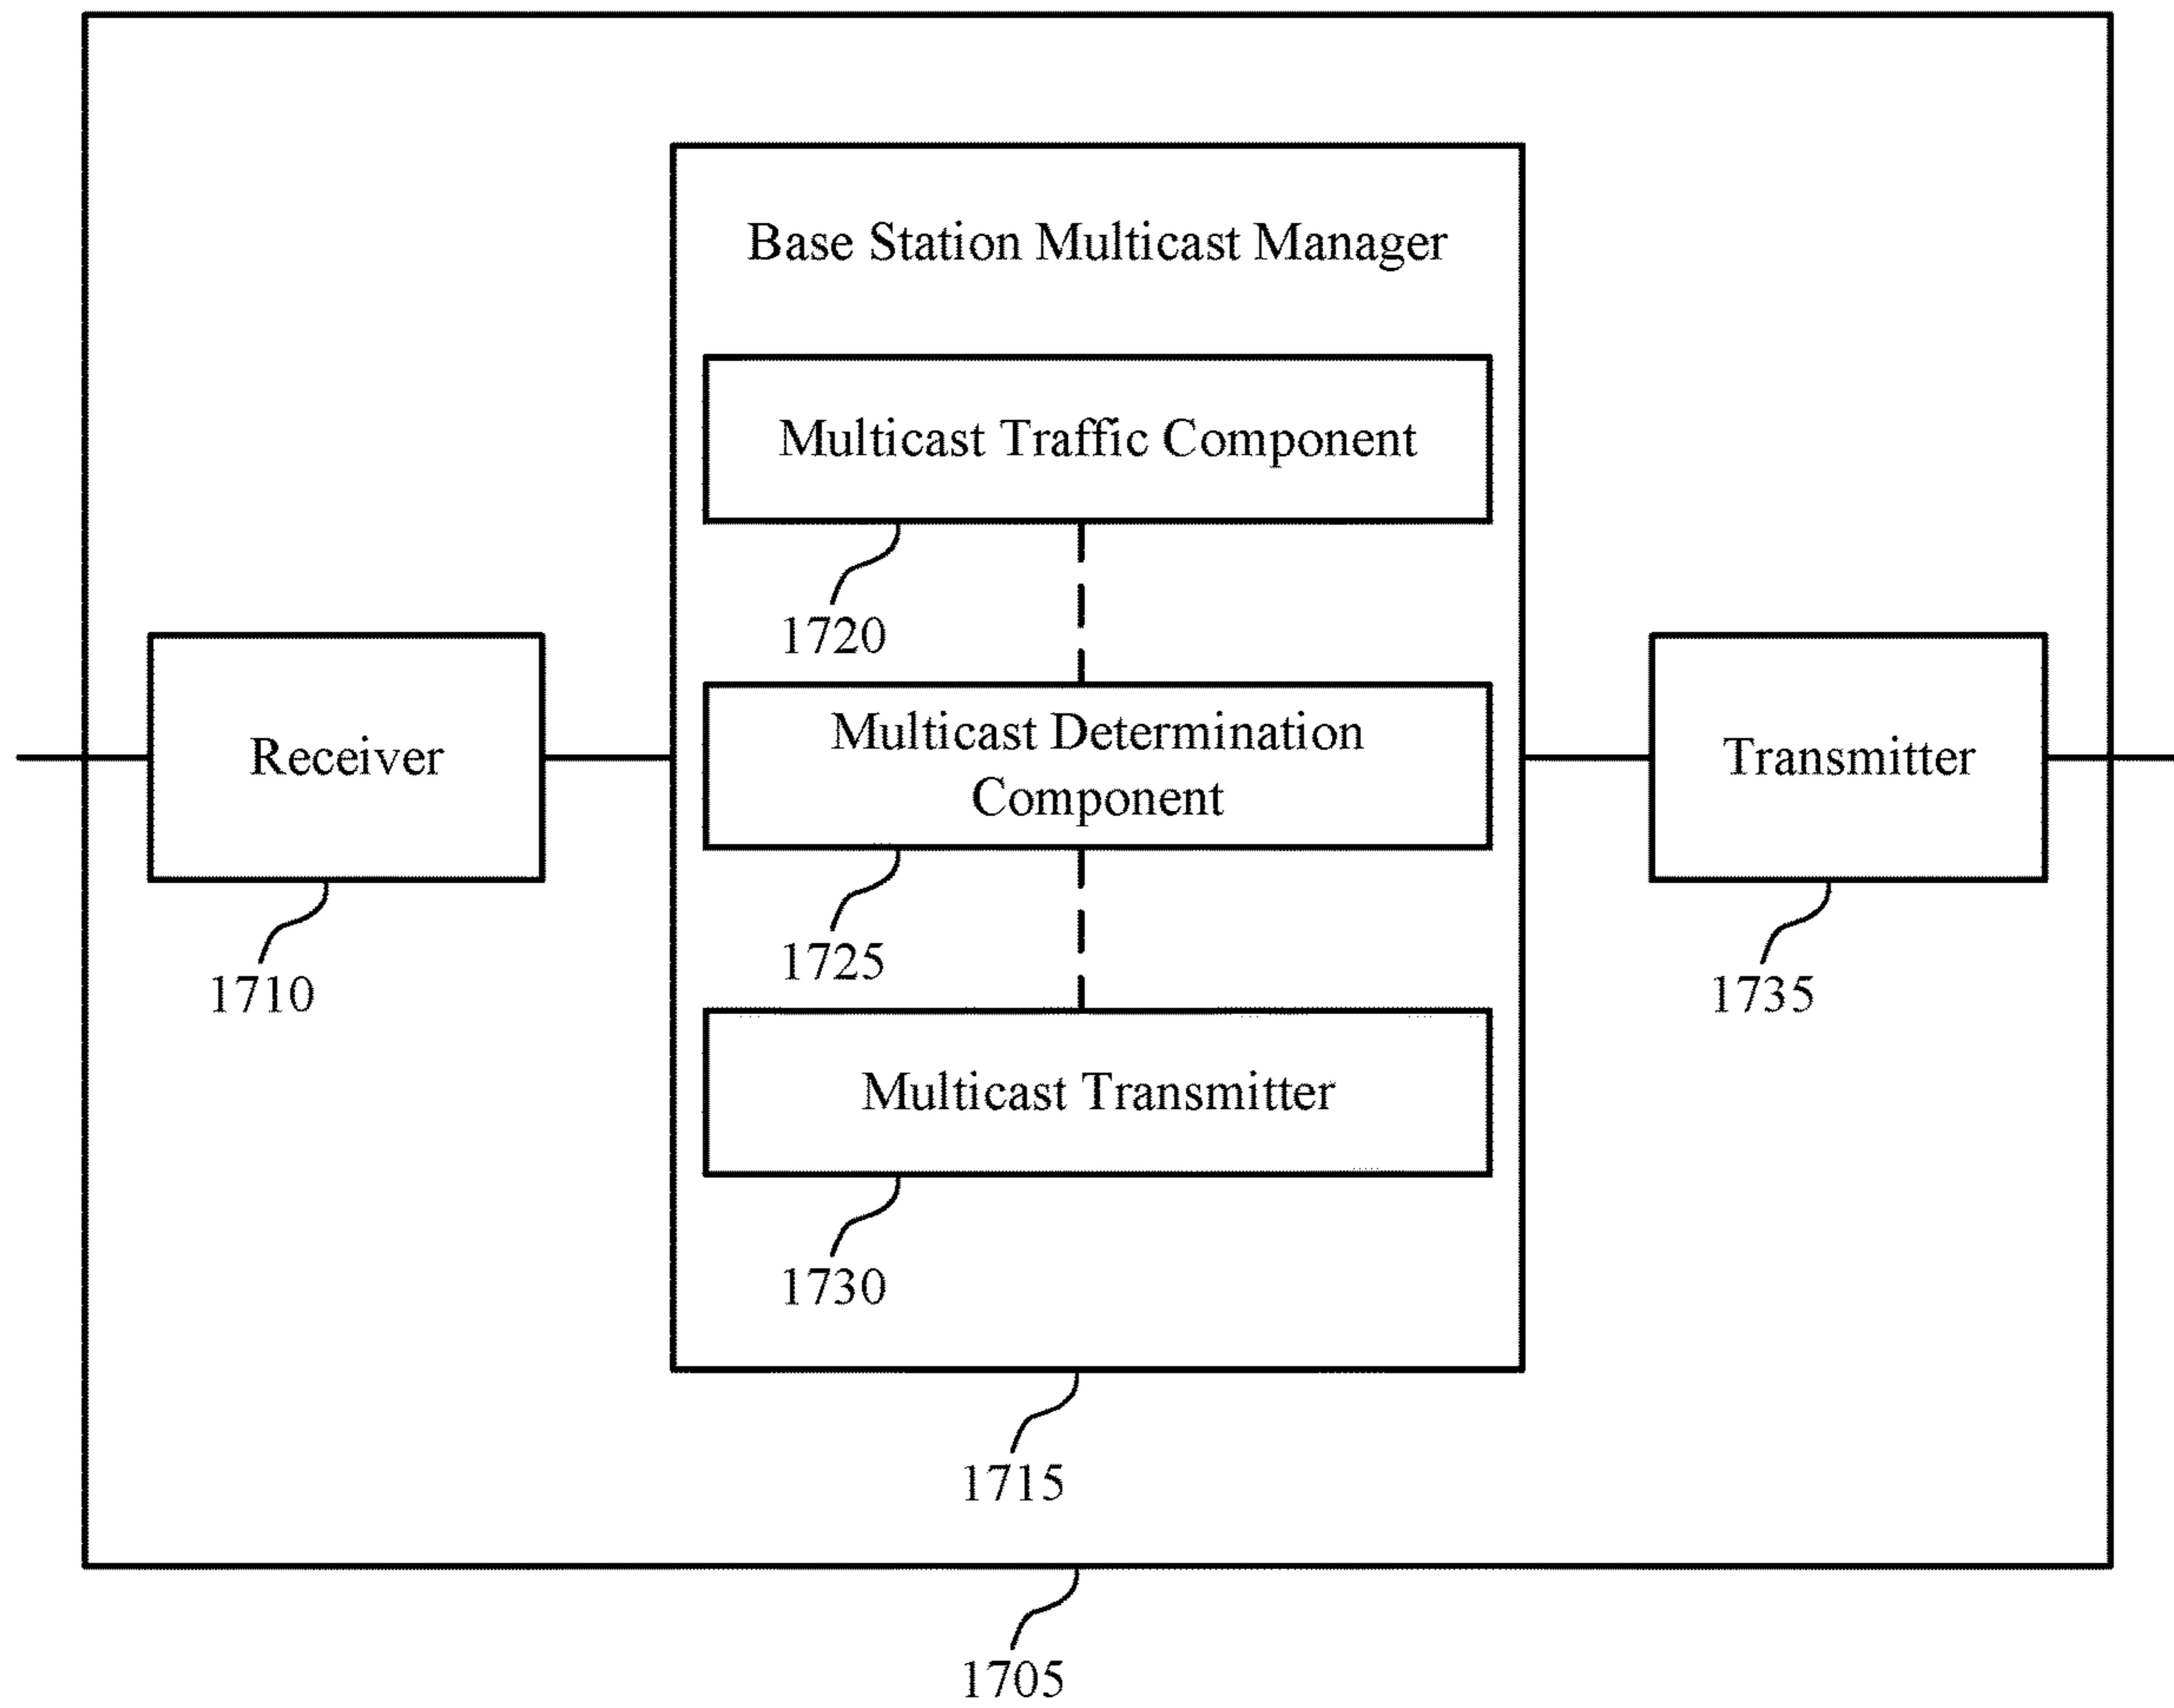 Base Station Multicast Manager
Multicast Traffic Component
1720
Receiver
1710
Multicast Determination
Component
1725
Transmitter
1735
Multicast Transmitter
1730
1715
1705